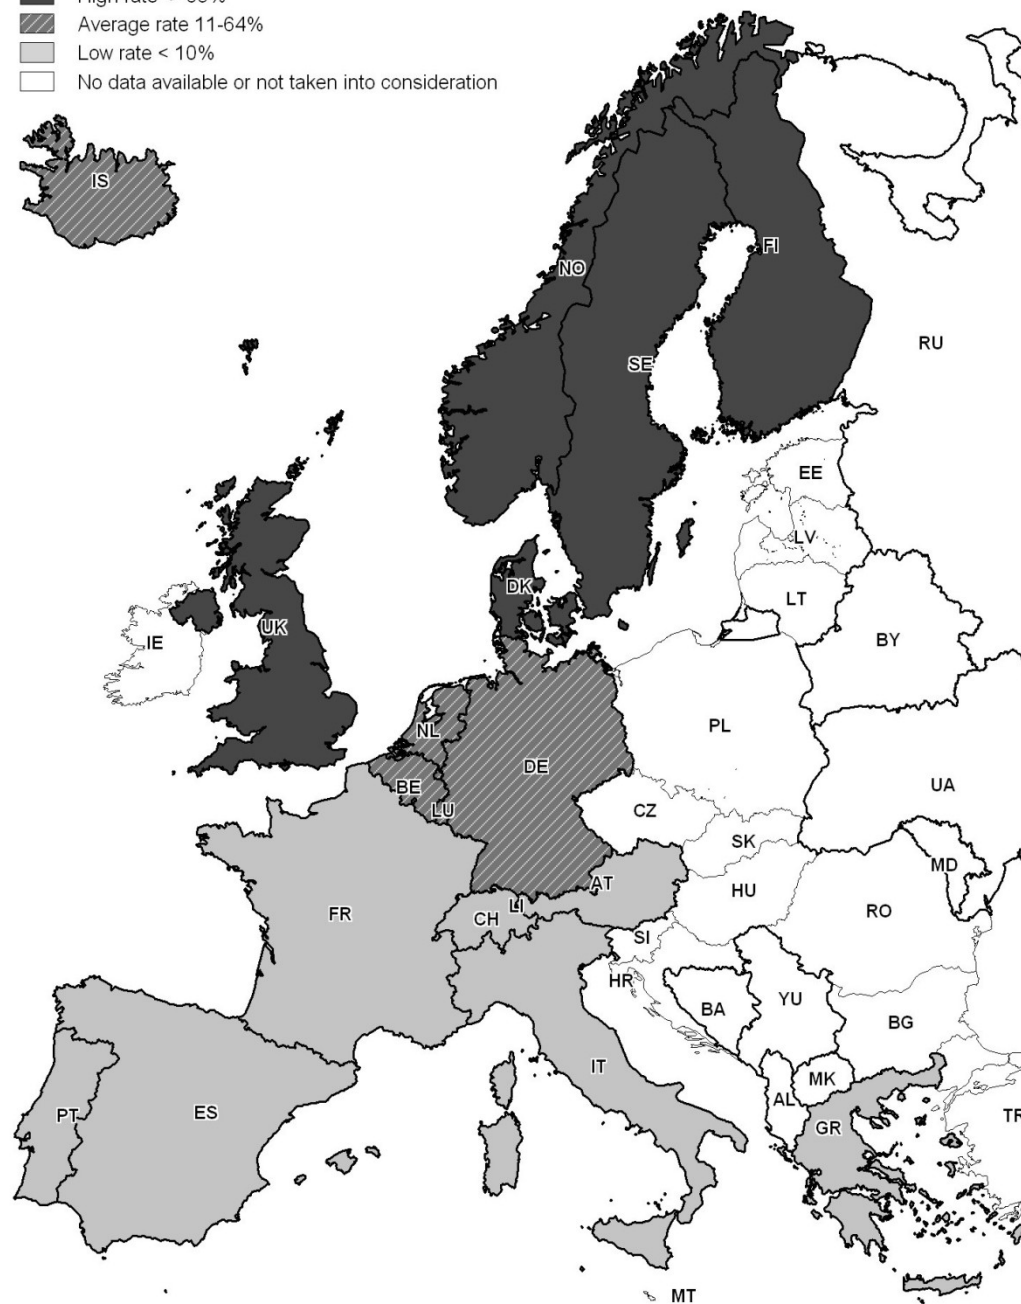 Average rate 11-64%
Low rate < 10%
No data available or not taken into consideration
IS
NO
FI
SE
RU
EE
LV
LT
DK
BY
UK
IE
PL
NL
DE
BE
LU
UA
CZ
SK
MD
AT
HU
FR
LI
CH
RO
SI
HR
YU
BA
BG
IT
MK
AL
PT
ES
GR
TR
MT